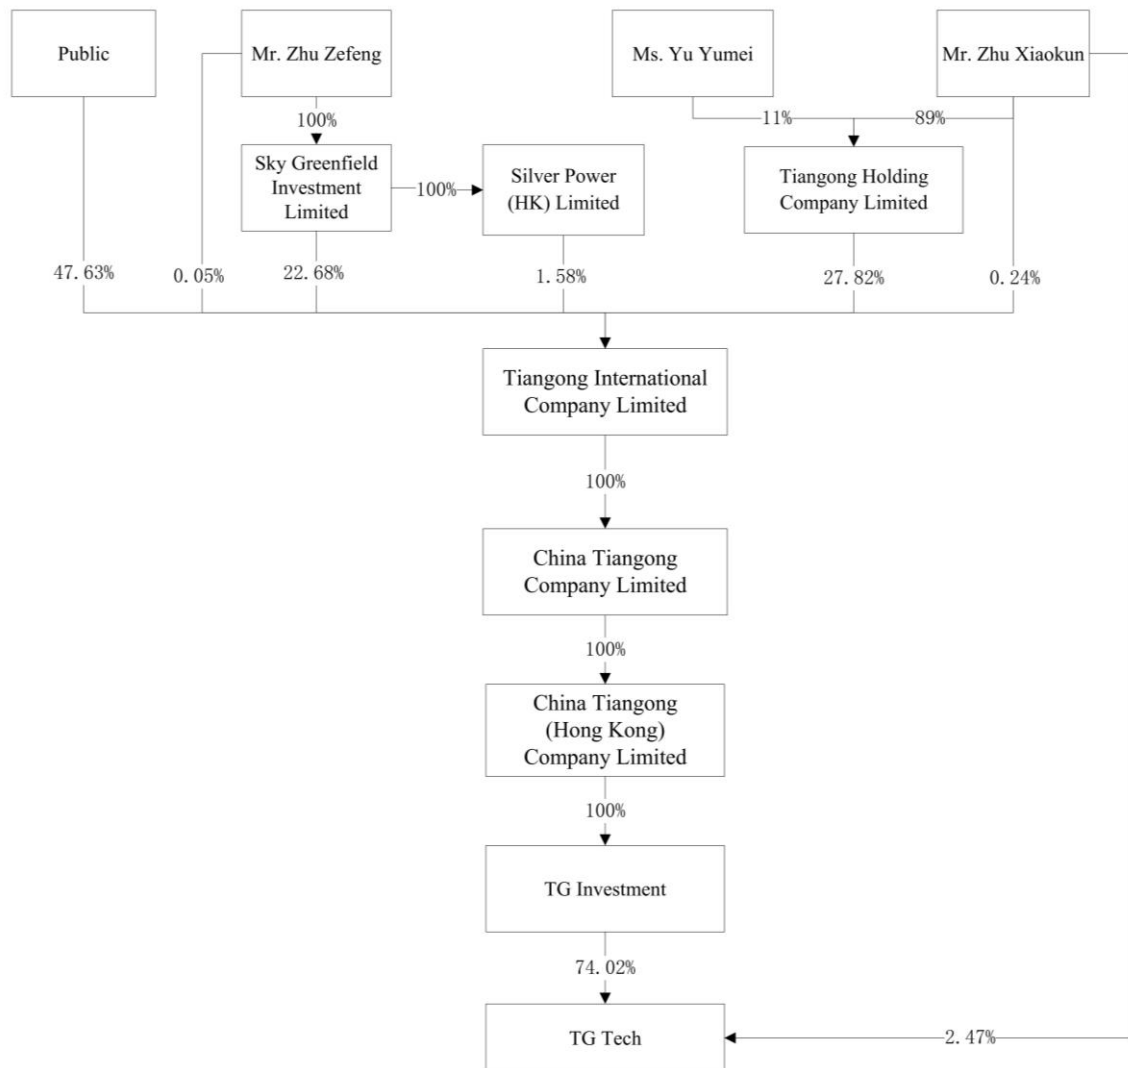 Public
Mr. Zhu Zefeng
Ms. Yu Yumei
Mr. Zhu Xiaokun
100%
11%
89%
Sky Greenfield
Investment
Limited
100%
Silver Power
(HK) Limited
Tiangong Holding
Company Limited
47.63%
0.05%
22.68%
1.58%
27.82%
0.24%
Tiangong International
Company Limited
100%
China Tiangong
Company Limited
100%
China Tiangong
(Hong Kong)
Company Limited
100%
TG Investment
74.02%
TG Tech
2.47%